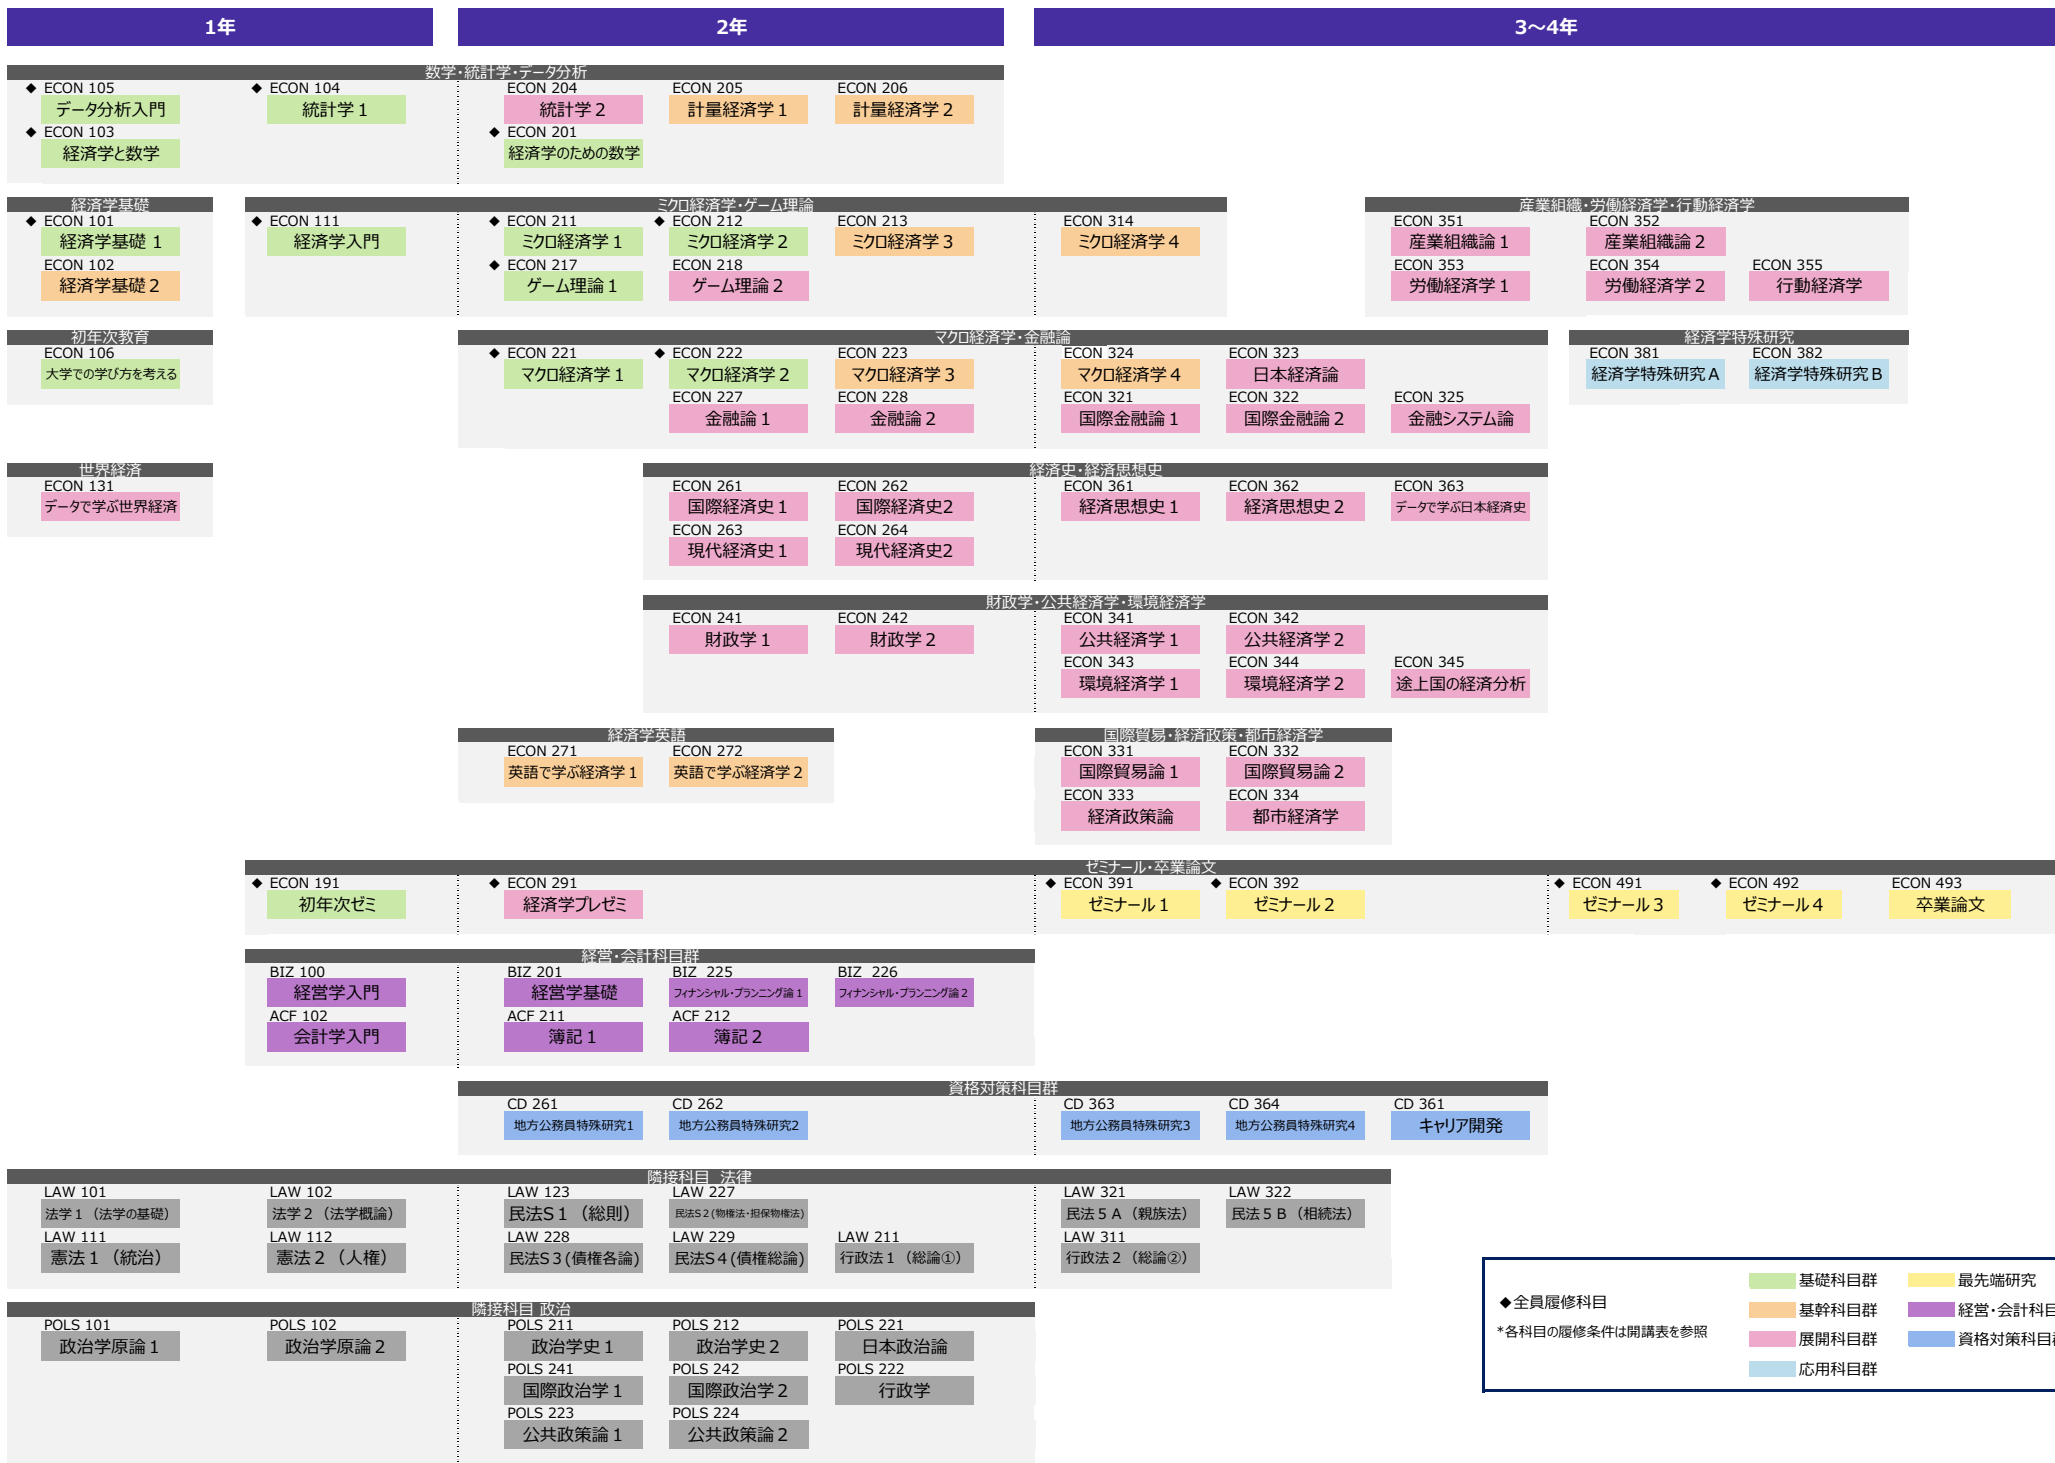 1年
2年
3～4年
数学・統計学・データ分析
◆ ECON 105
データ分析入門
◆ ECON 104
統計学 1
ECON 204
統計学 2
ECON 205
計量経済学 1
ECON 206
計量経済学 2
◆ ECON 103
経済学と数学
◆ ECON 201
経済学のための数学
経済学基礎
◆ ECON 101
経済学基礎 1
ECON 102
経済学基礎 2
ミクロ経済学・ゲーム理論
◆ ECON 111
経済学入門
◆ ECON 211
ミクロ経済学 1
◆ ECON 212
ミクロ経済学 2
ECON 213
ミクロ経済学 3
ECON 314
ミクロ経済学 4
◆ ECON 217
ゲーム理論 1
ECON 218
ゲーム理論 2
産業組織・労働経済学・行動経済学
ECON 351
産業組織論 1
ECON 352
産業組織論 2
ECON 353
労働経済学 1
ECON 354
労働経済学 2
ECON 355
行動経済学
初年次教育
ECON 106
大学での学び方を考える
マクロ経済学・金融論
◆ ECON 221
マクロ経済学 1
◆ ECON 222
マクロ経済学 2
ECON 223
マクロ経済学 3
ECON 324
マクロ経済学 4
ECON 323
日本経済論
ECON 227
金融論 1
ECON 228
金融論 2
ECON 321
国際金融論 1
ECON 322
国際金融論 2
ECON 325
金融システム論
経済学特殊研究
ECON 381
経済学特殊研究 A
ECON 382
経済学特殊研究 B
世界経済
ECON 131
データで学ぶ世界経済
経済史・経済思想史
ECON 261
国際経済史 1
ECON 262
国際経済史2
ECON 361
経済思想史 1
ECON 362
経済思想史 2
ECON 363
データで学ぶ日本経済史
ECON 263
現代経済史 1
ECON 264
現代経済史2
財政学・公共経済学・環境経済学
ECON 241
財政学 1
ECON 242
財政学 2
ECON 341
公共経済学 1
ECON 342
公共経済学 2
ECON 343
環境経済学 1
ECON 344
環境経済学 2
ECON 345
途上国の経済分析
経済学英語
ECON 271
英語で学ぶ経済学 1
ECON 272
英語で学ぶ経済学 2
国際貿易・経済政策・都市経済学
ECON 331
国際貿易論 1
ECON 332
国際貿易論 2
ECON 333
経済政策論
ECON 334
都市経済学
ゼミナール・卒業論文
◆ ECON 191
初年次ゼミ
◆ ECON 291
経済学プレゼミ
◆ ECON 391
ゼミナール 1
◆ ECON 392
ゼミナール 2
◆ ECON 491
ゼミナール 3
◆ ECON 492
ゼミナール 4
ECON 493
卒業論文
経営・会計科目群
BIZ 100
経営学入門
BIZ 201
経営学基礎
BIZ 225
フィナンシャル・プランニング論 1
BIZ 226
フィナンシャル・プランニング論 2
ACF 102
会計学入門
ACF 211
簿記 1
ACF 212
簿記 2
資格対策科目群
CD 261
地方公務員特殊研究1
CD 262
地方公務員特殊研究2
CD 363
地方公務員特殊研究3
CD 364
地方公務員特殊研究4
CD 361
キャリア開発
隣接科目 法律
LAW 101
法学 1 （法学の基礎）
LAW 102
法学 2 （法学概論）
LAW 123
民法S 1 （総則）
LAW 227
民法S 2 (物権法・担保物権法)
LAW 321
民法 5 A （親族法）
LAW 322
民法 5 B （相続法）
LAW 111
憲法 1 （統治）
LAW 112
憲法 2 （人権）
LAW 228
民法S 3 (債権各論)
LAW 229
民法S 4 (債権総論)
LAW 211
行政法 1 （総論①）
LAW 311
行政法 2 （総論②）
隣接科目 政治
POLS 101
政治学原論 1
POLS 102
政治学原論 2
POLS 211
政治学史 1
POLS 212
政治学史 2
POLS 221
日本政治論
POLS 241
国際政治学 1
POLS 242
国際政治学 2
POLS 222
行政学
POLS 223
公共政策論 1
POLS 224
公共政策論 2
◆全員履修科目
*各科目の履修条件は開講表を参照
基礎科目群
基幹科目群
展開科目群
応用科目群
最先端研究
経営・会計科目
資格対策科目